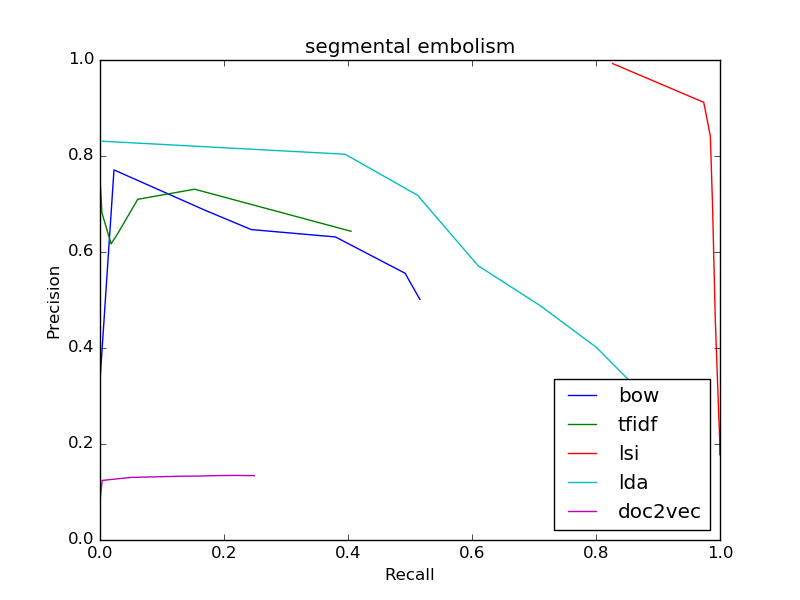 segmental embolism
1.0
0.8
0.6
0.4
0.2
0.0
Precision
0.0 0.2 0.4 0.6 0.8 1.0
Recall
bow
tfidf
lsi
lda
doc2vec